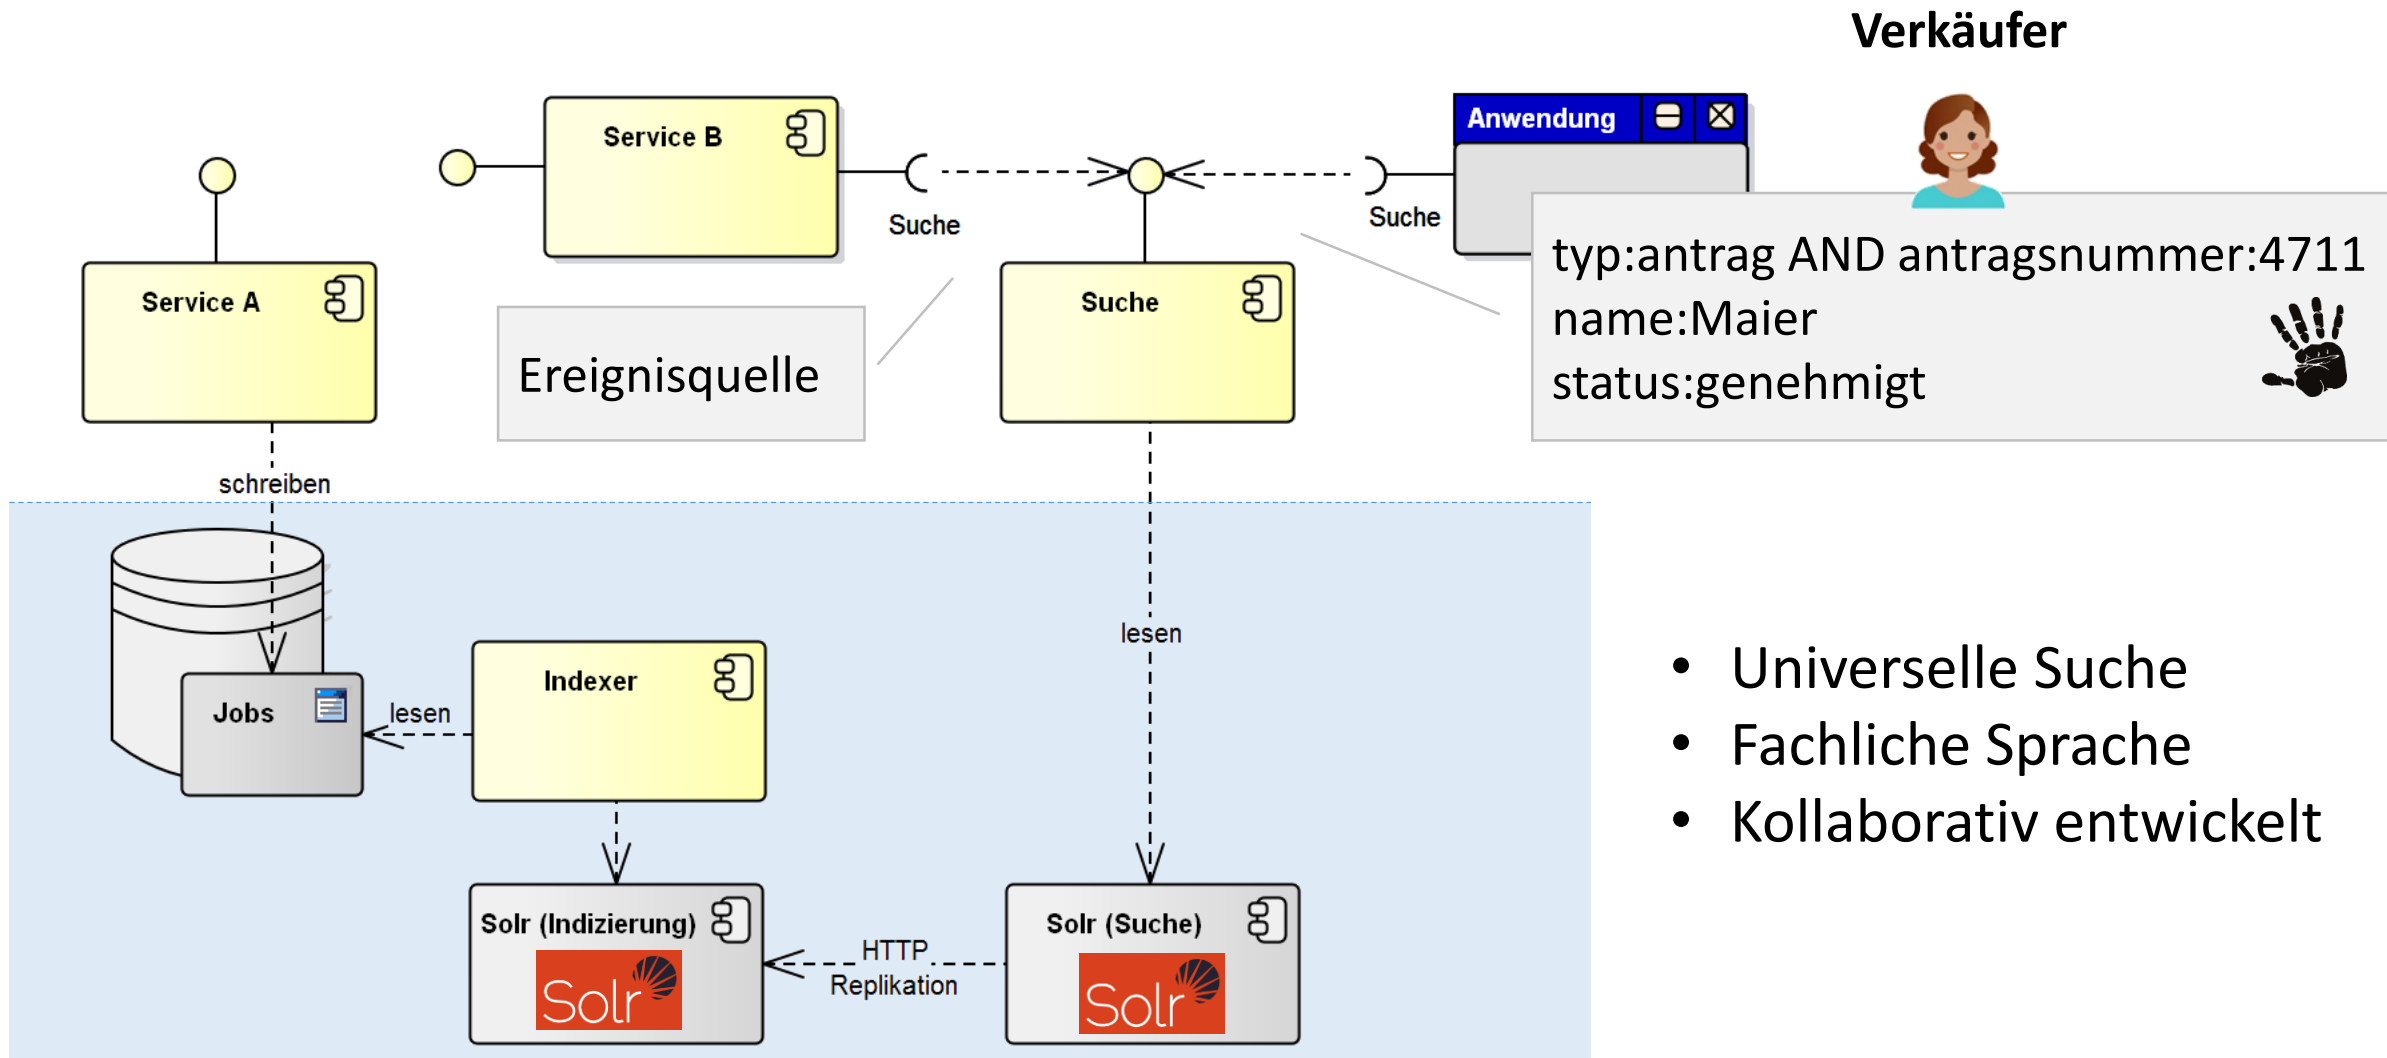 Verkäufer
Service B
Anwendung
Suche
Suche
Service A
Suche
typ:antrag AND antragsnummer:4711
name:Maier
status:genehmigt
Ereignisquelle
schreiben
lesen
Indexer
Jobs
lesen
Universelle Suche
Fachliche Sprache
Kollaborativ entwickelt
Solr (Indizierung)
Solr
HTTP
Replikation
Solr (Suche)
Solr